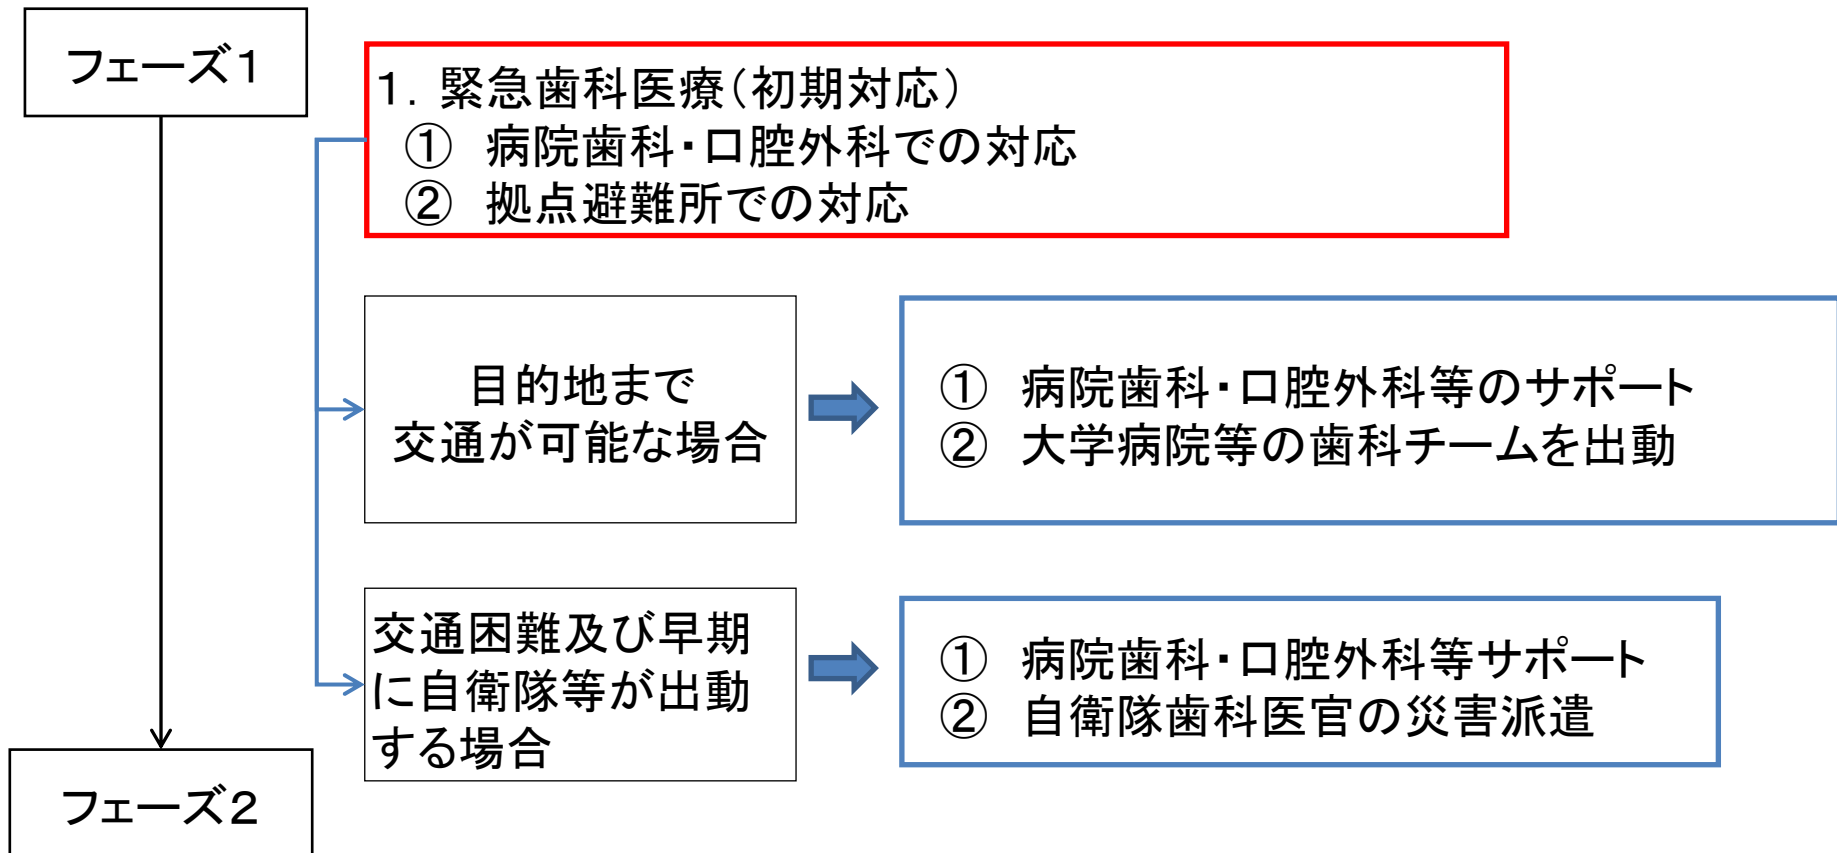 フェーズ１
１．緊急歯科医療（初期対応）
①　病院歯科・口腔外科での対応
②　拠点避難所での対応
目的地まで
交通が可能な場合
①　病院歯科・口腔外科等のサポート
②　大学病院等の歯科チームを出動
交通困難及び早期
に自衛隊等が出動
する場合
①　病院歯科・口腔外科等サポート
②　自衛隊歯科医官の災害派遣
フェーズ２